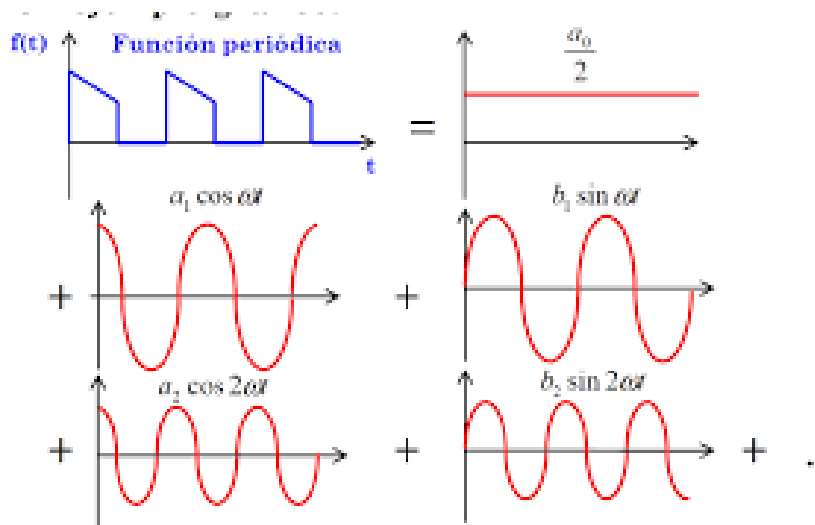 f(t) Función periódica
t
=
a₀
2
a₁ cos ωt
b₁ sin ωt
+
+
a₂ cos 2ωt
b₂ sin 2ωt
+
+
+ .